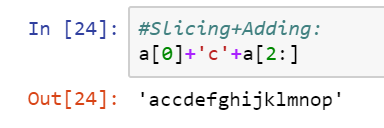 In [24]: #Slicing+Adding:
a[0]+'c'+a[2:]
Out[24]: 'accdefghijklmnop'